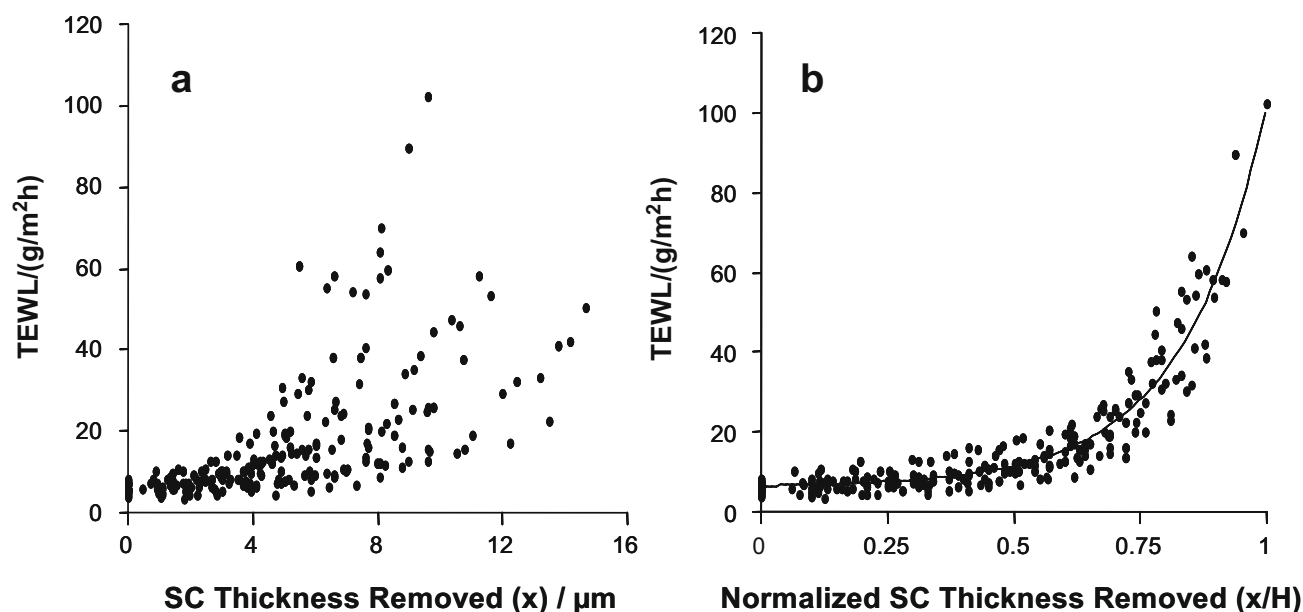 a
TEWL/(g/m²h)
120
100
80
60
40
20
0
0 4 8 12 16
SC Thickness Removed (x) / µm
b
TEWL/(g/m²h)
120
100
80
60
40
20
0
0 0.25 0.5 0.75 1
Normalized SC Thickness Removed (x/H)